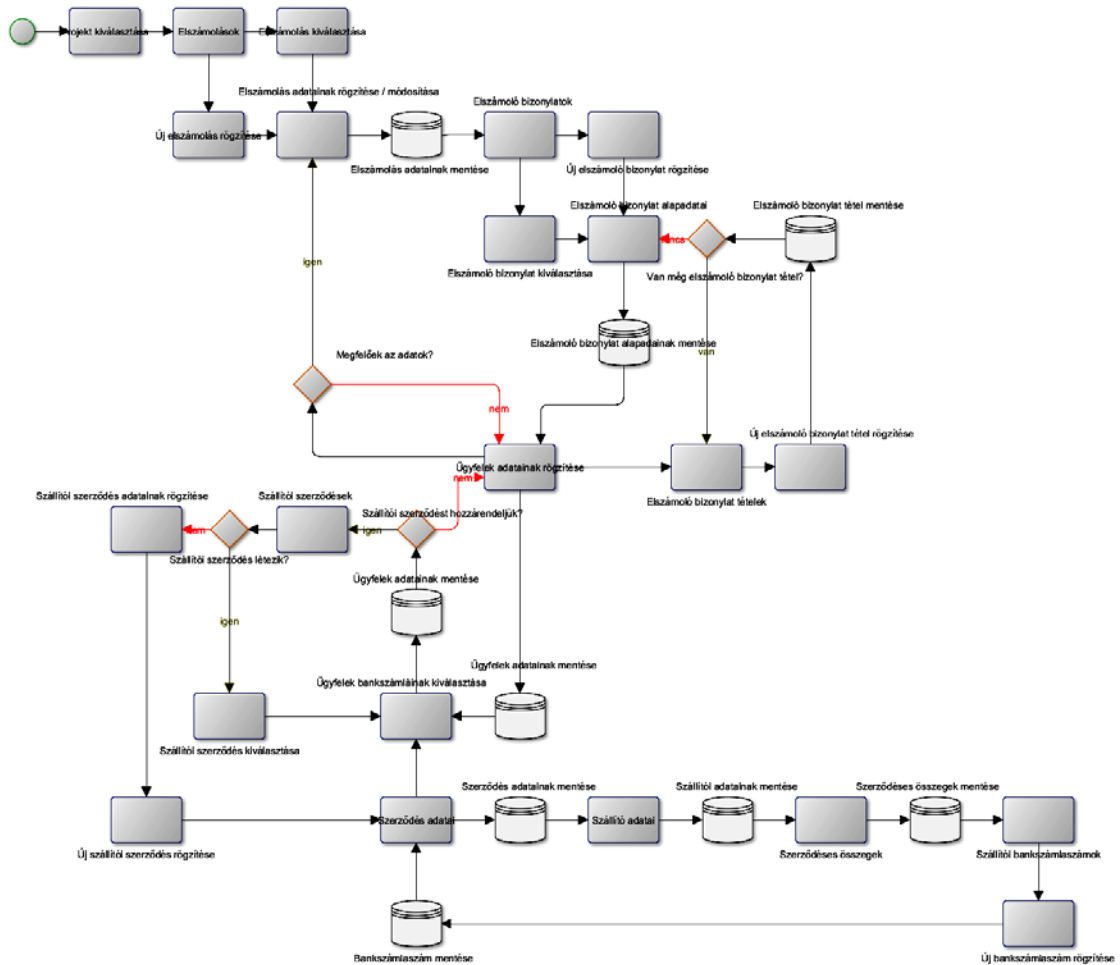 Projekt kiválasztása
Elszámolások
Elszámolás kiválasztása
Elszámolás adatainak rögzítése / módosítása
Elszámoló bizonylatok
Új elszámolás rögzítése
Elszámolás adatainak mentése
Új elszámoló bizonylat rögzítése
Elszámoló bizonylat alapadatai
Elszámoló bizonylat tétel mentése
nincs
igen
Elszámoló bizonylat kiválasztása
Van még elszámoló bizonylat tétel?
Elszámoló bizonylat alapadainak mentése
van
Megfelőek az adatok?
nem
Új elszámoló bizonylat tétel rögzítése
Ügyfelek adatainak rögzítése
nem
Szállítói szerződés adatainak rögzítése
Szállítói szerződések
Elszámoló bizonylat tételek
Szállítói szerződést hozzárendeljük?
nem
igen
Szállítói szerződés létezik?
Ügyfelek adatainak mentése
igen
Ügyfelek adatainak mentése
Ügyfelek bankszámláinak kiválasztása
Szállítói szerződés kiválasztása
Szerződés adatainak mentése
Szállítói adatainak mentése
Szerződéses összegek mentése
Szerződés adatai
Szállító adatai
Új szállítói szerződés rögzítése
Szerződéses összegek
Szállítói bankszámlaszámok
Bankszámlaszám mentése
Új bankszámlaszám rögzítése